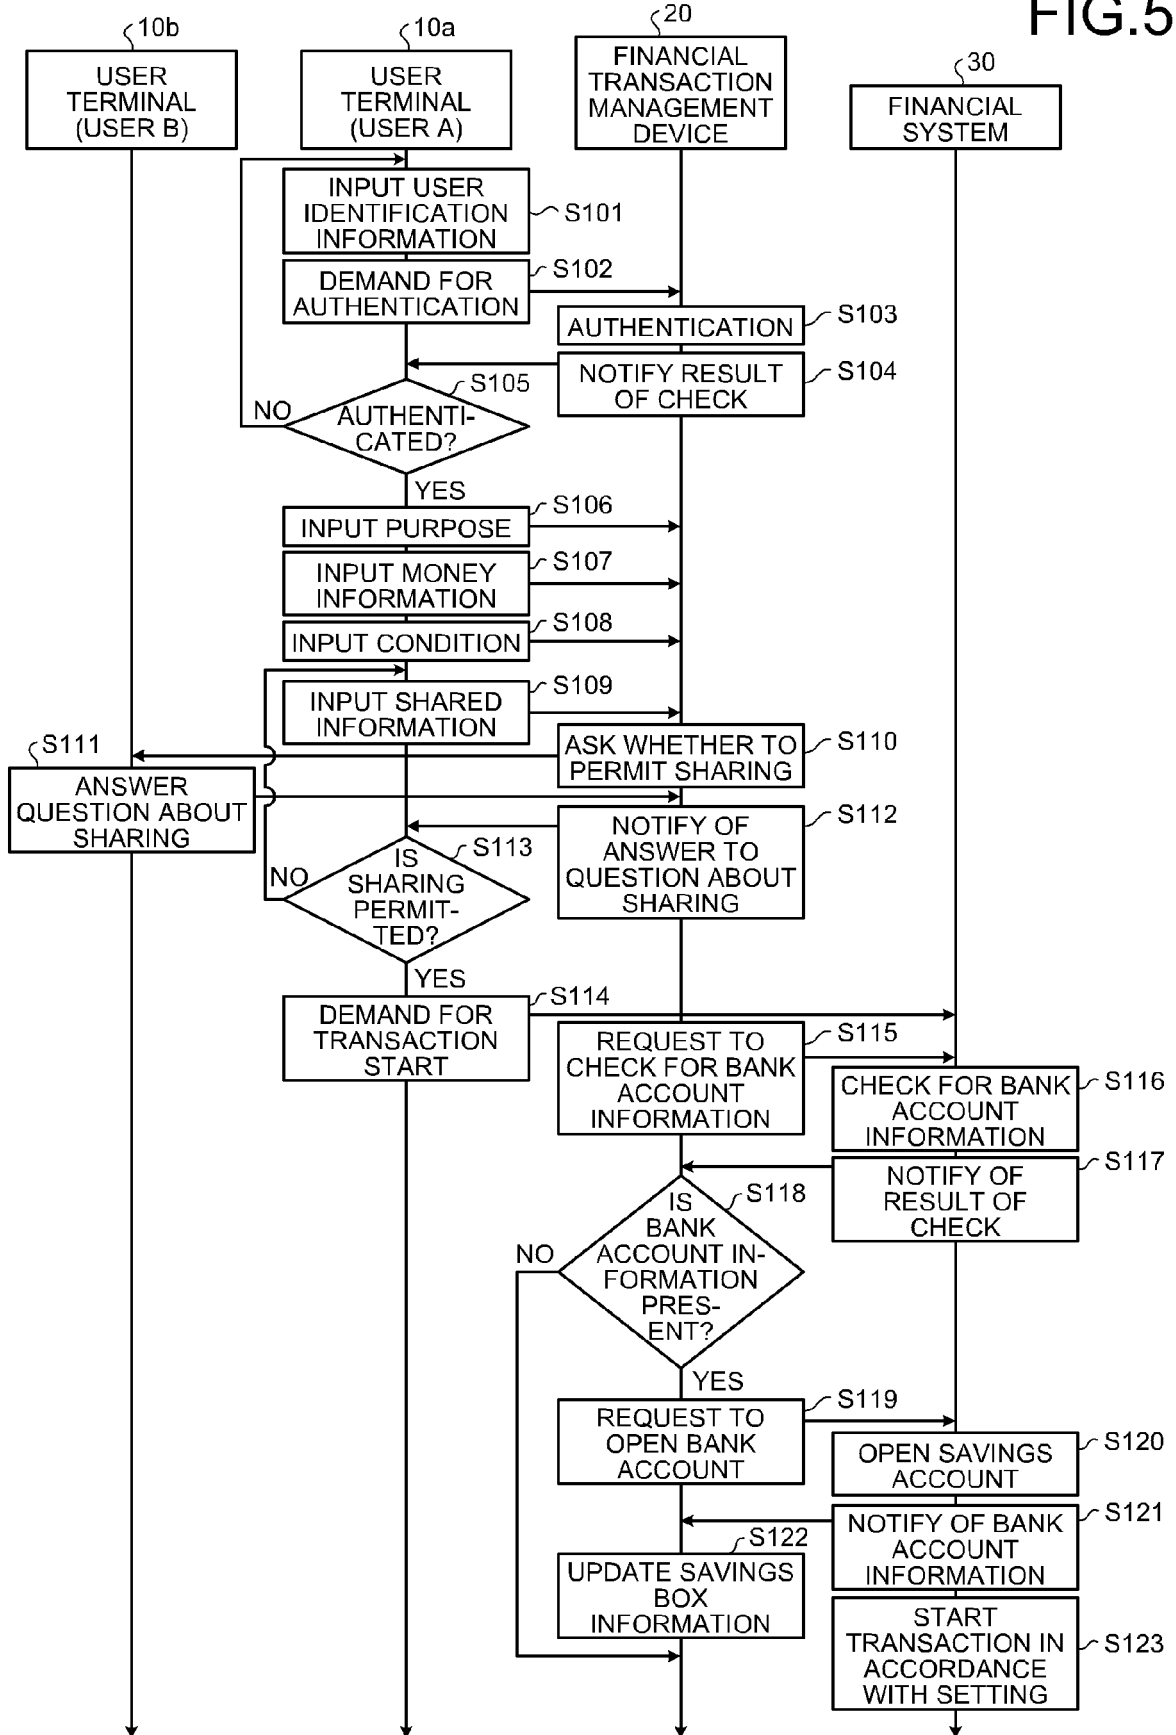 FIG.5
10b
10a
20
30
USER
TERMINAL
(USER B)
USER
TERMINAL
(USER A)
FINANCIAL
TRANSACTION
MANAGEMENT
DEVICE
FINANCIAL
SYSTEM
INPUT USER
IDENTIFICATION
INFORMATION
S101
DEMAND FOR
AUTHENTICATION
S102
AUTHENTICATION
S103
NOTIFY RESULT
OF CHECK
S104
S105
AUTHENTI-
CATED?
NO
YES
INPUT PURPOSE
S106
INPUT MONEY
INFORMATION
S107
INPUT CONDITION
S108
INPUT SHARED
INFORMATION
S109
ASK WHETHER TO
PERMIT SHARING
S110
S111
ANSWER
QUESTION ABOUT
SHARING
NOTIFY OF
ANSWER TO
QUESTION ABOUT
SHARING
S112
S113
IS
SHARING
PERMIT-
TED?
NO
YES
DEMAND FOR
TRANSACTION
START
S114
REQUEST TO
CHECK FOR BANK
ACCOUNT
INFORMATION
S115
CHECK FOR BANK
ACCOUNT
INFORMATION
S116
NOTIFY OF
RESULT OF
CHECK
S117
S118
IS
BANK
ACCOUNT IN-
FORMATION
PRES-
ENT?
NO
YES
REQUEST TO
OPEN BANK
ACCOUNT
S119
OPEN SAVINGS
ACCOUNT
S120
NOTIFY OF BANK
ACCOUNT
INFORMATION
S121
S122
UPDATE SAVINGS
BOX
INFORMATION
START
TRANSACTION IN
ACCORDANCE
WITH SETTING
S123